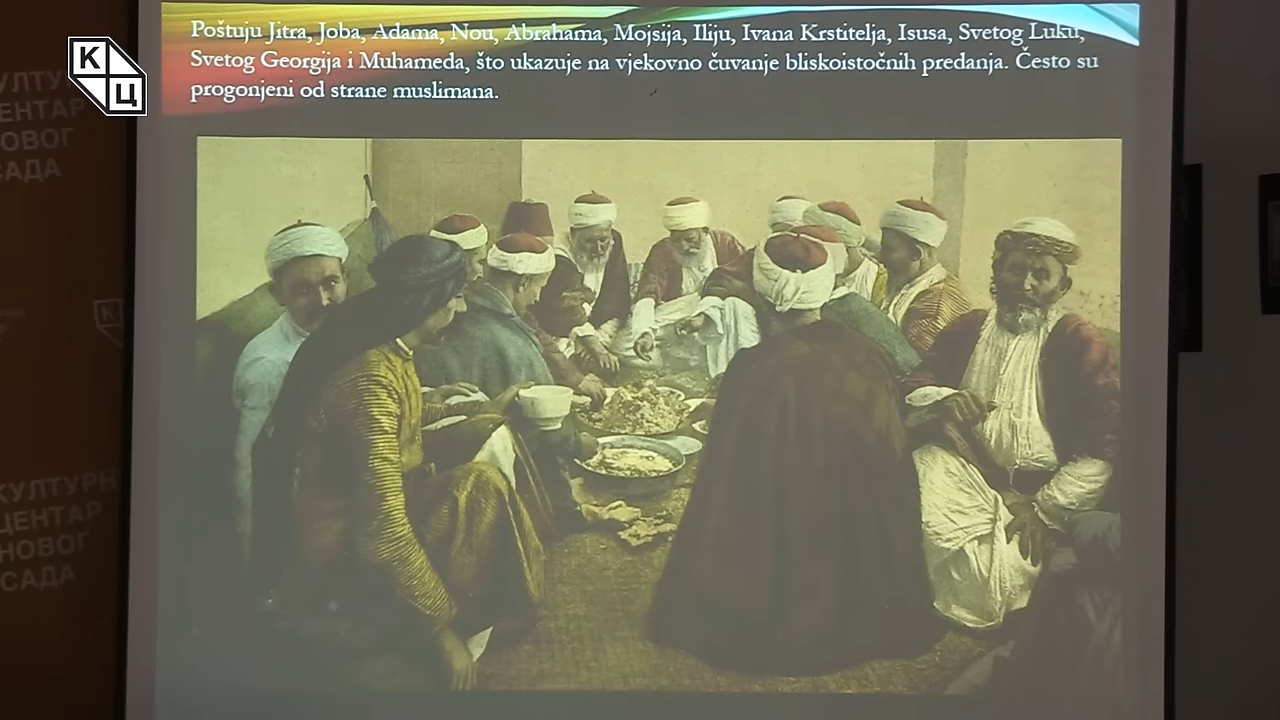 Poštuju Jitra, Joba, Adama, Nou, Abrahama, Mojsija, Iliju, Ivana Krstitelja, Isusa, Svetog Luku,
Svetog Georgija i Muhameda, što ukazuje na vjekovno čuvanje bliskoistočnih predanja. Često su
progonjeni od strane muslimana.
К
Ц
КУЛТУРН
ЦЕНТАР
НОВОГ
САДА